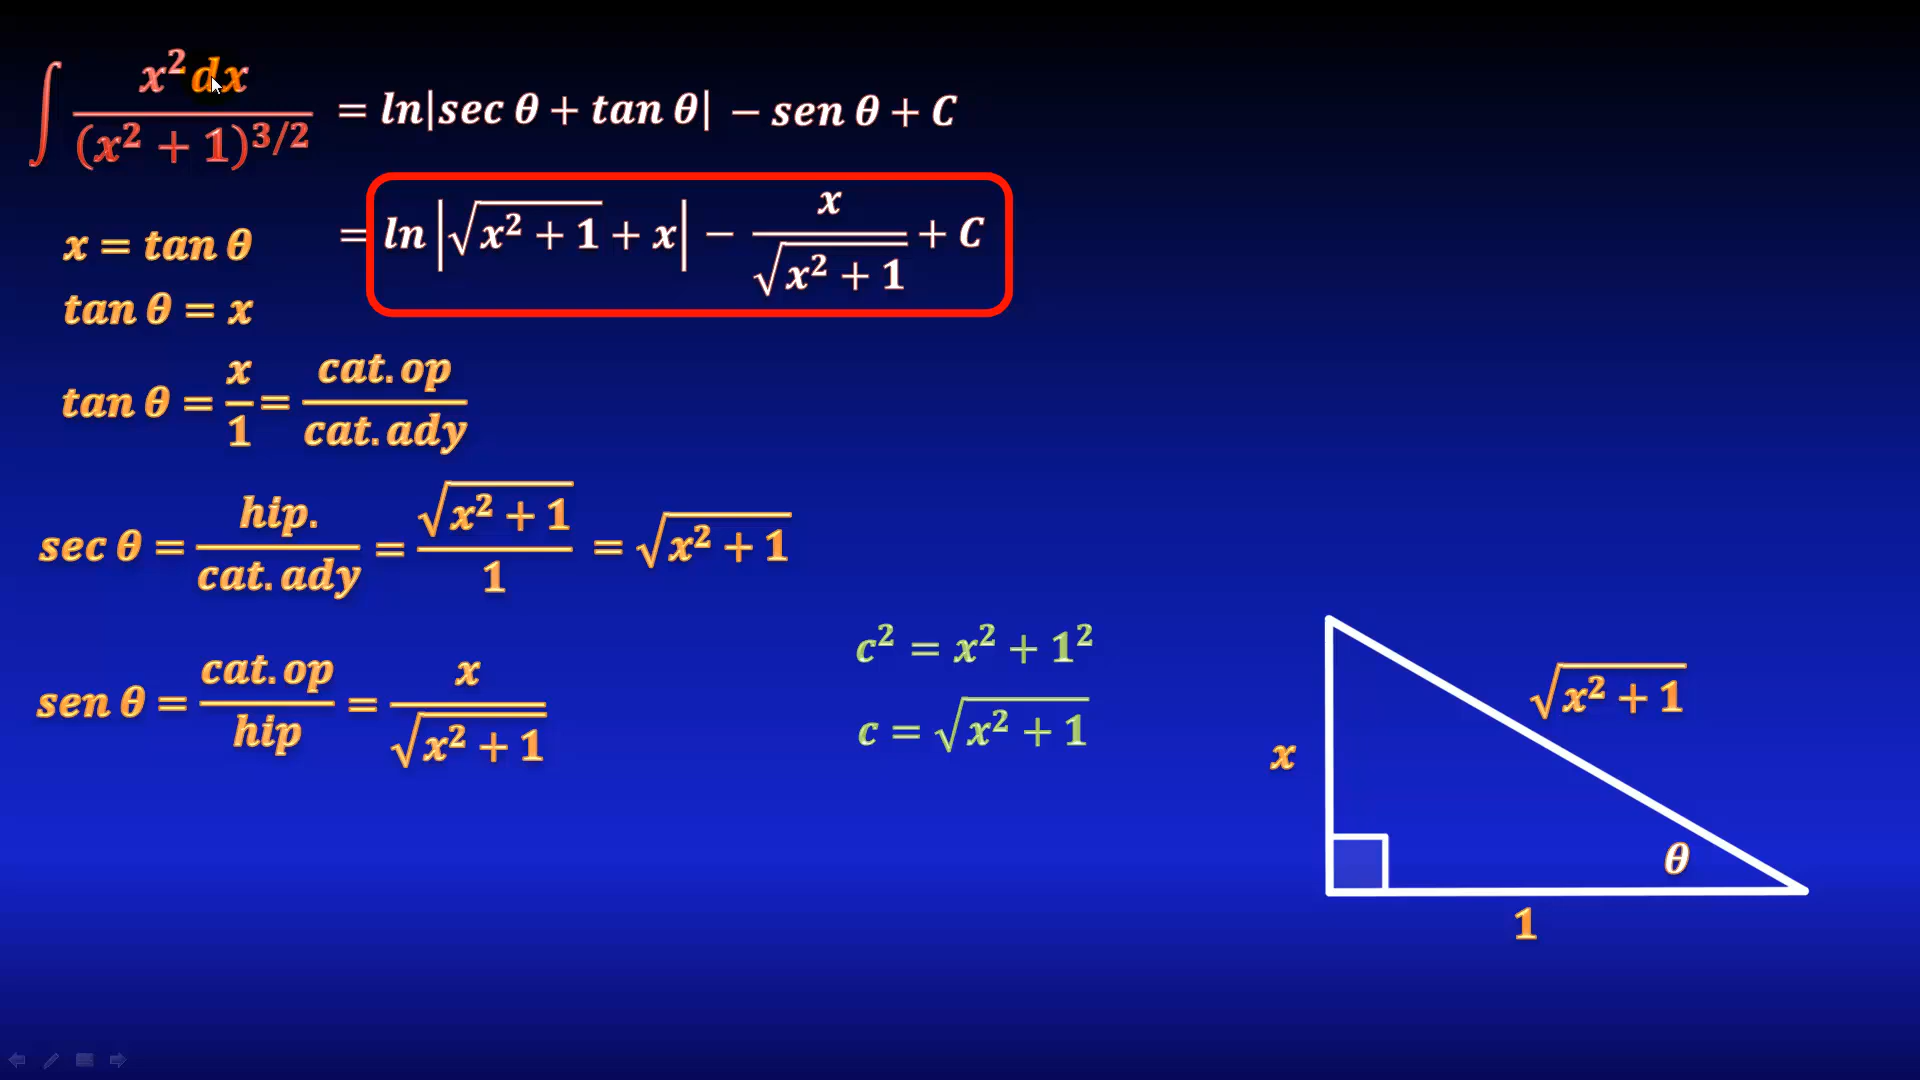 ∫ x²dx / (x² + 1)^3/2 = ln|sec θ + tan θ| − sen θ + C
= ln|√(x² + 1) + x| − x / √(x² + 1) + C
x = tan θ
tan θ = x
tan θ = x/1 = cat.op / cat.ady
sec θ = hip. / cat.ady = √(x² + 1) / 1 = √(x² + 1)
sen θ = cat.op / hip = x / √(x² + 1)
c² = x² + 1²
c = √(x² + 1)
√(x² + 1)
x
θ
1